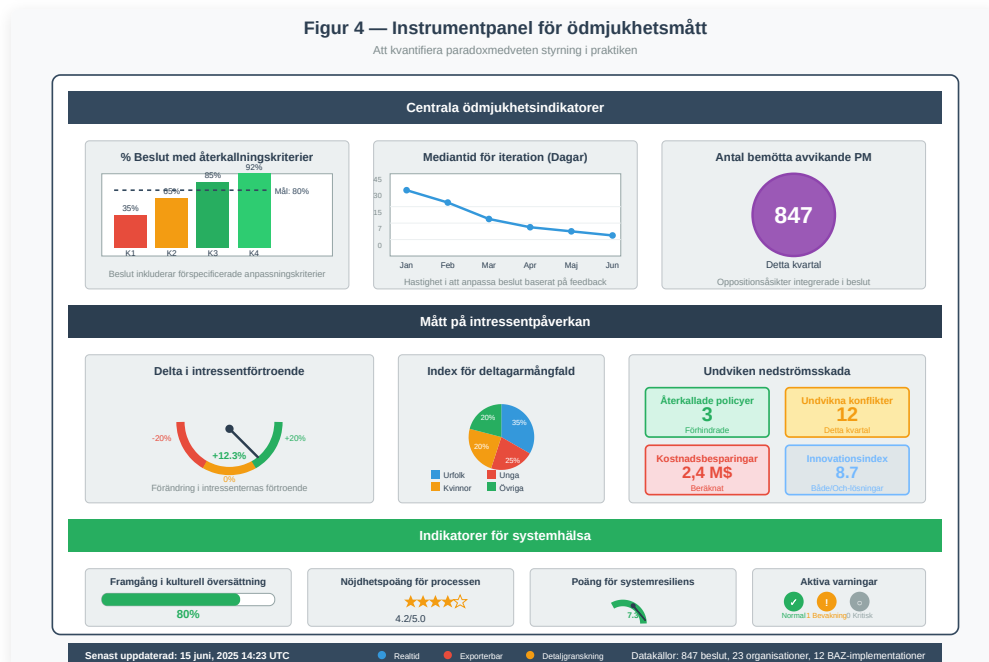 Figur 4 — Instrumentpanel för ödmjukhetsmått
Att kvantifiera paradoxmedveten styrning i praktiken
Centrala ödmjukhetsindikatorer
% Beslut med återkallningskriterier
92%
85%
65%
35%
Mål: 80%
K1 K2 K3 K4
Beslut inkluderar förspecificerade anpassningskriterier
Mediantid för iteration (Dagar)
45
30
15
7
0
Jan Feb Mar Apr Maj Jun
Hastighet i att anpassa beslut baserat på feedback
Antal bemötta avvikande PM
847
Detta kvartal
Oppositionsåsikter integrerade i beslut
Mått på intressentpåverkan
Delta i intressentförtroende
-20%
+20%
+12.3%
0%
Förändring i intressenternas förtroende
Index för deltagarmångfald
20%
35%
20%
25%
Urfolk
Unga
Kvinnor
Övriga
Undviken nedströmsskada
Återkallade policyer
3
Förhindrade
Undvikna konflikter
12
Detta kvartal
Kostnadsbesparingar
2,4 M$
Beräknat
Innovationsindex
8.7
Både/Och-lösningar
Indikatorer för systemhälsa
Framgång i kulturell översättning
80%
Nöjdhetspoäng för processen
4.2/5.0
Poäng för systemresiliens
7.3
Aktiva varningar
✓ ! ○
Normal 1 Bevakning 0 Kritisk
Senast uppdaterad: 15 juni, 2025 14:23 UTC
Realtid
Exporterbar
Detaljgranskning
Datakällor: 847 beslut, 23 organisationer, 12 BAZ-implementationer